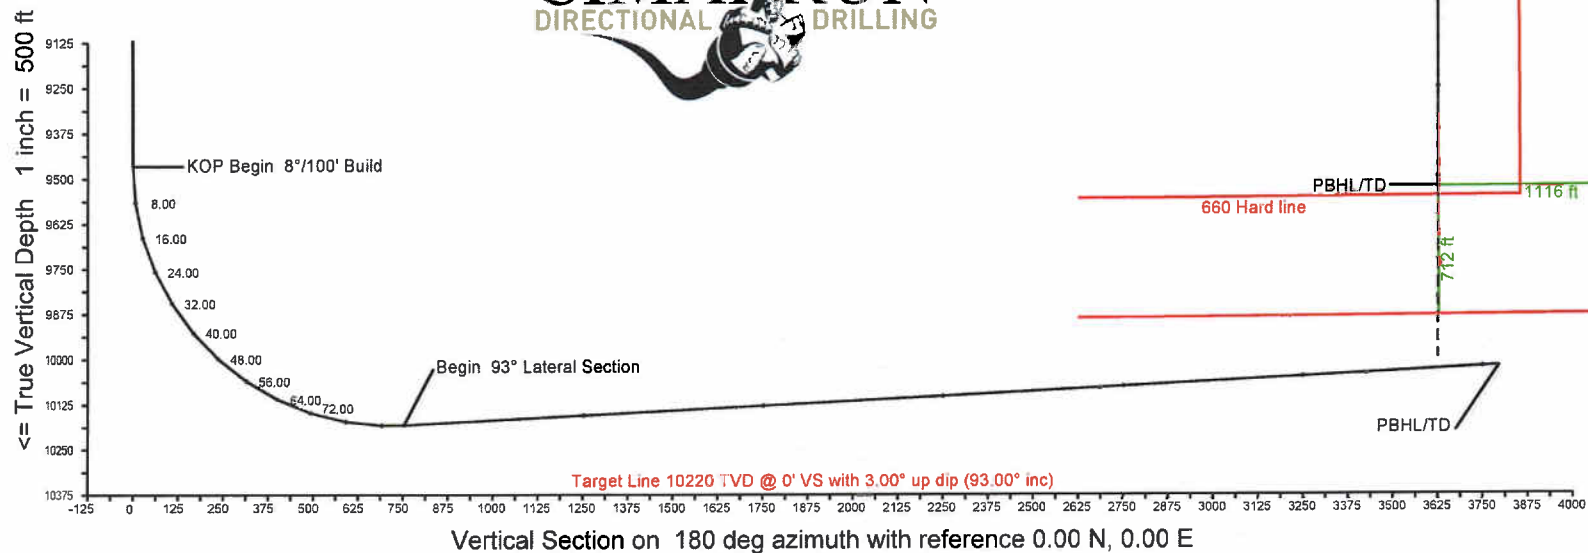 DIRECTIONAL DRILLING
<= True Vertical Depth 1 inch = 500 ft
9125
9250
9375
9500
9625
9750
9875
10000
10125
10250
10375
KOP Begin 8°/100' Build
8.00
16.00
24.00
32.00
40.00
48.00
56.00
64.00
72.00
Begin 93° Lateral Section
PBHL/TD
660 Hard line
1116 ft
712 ft
PBHL/TD
Target Line 10220 TVD @ 0' VS with 3.00° up dip (93.00° inc)
-125 0 125 250 375 500 625 750 875 1000 1125 1250 1375 1500 1625 1750 1875 2000 2125 2250 2375 2500 2625 2750 2875 3000 3125 3250 3375 3500 3625 3750 3875 4000
Vertical Section on 180 deg azimuth with reference 0.00 N, 0.00 E